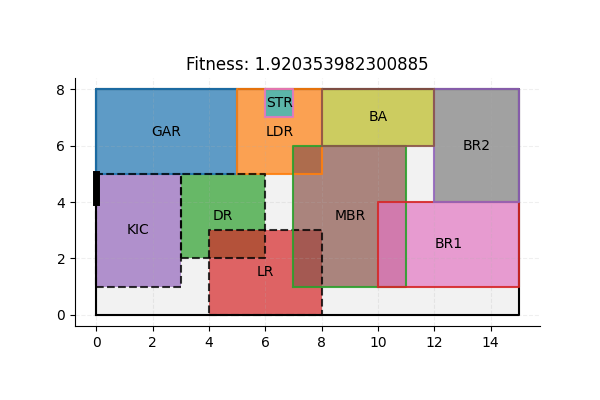 Fitness: 1.920353982300885
8
6
4
2
0
GAR
STR
LDR
BA
BR2
KIC
DR
MBR
BR1
LR
0 2 4 6 8 10 12 14